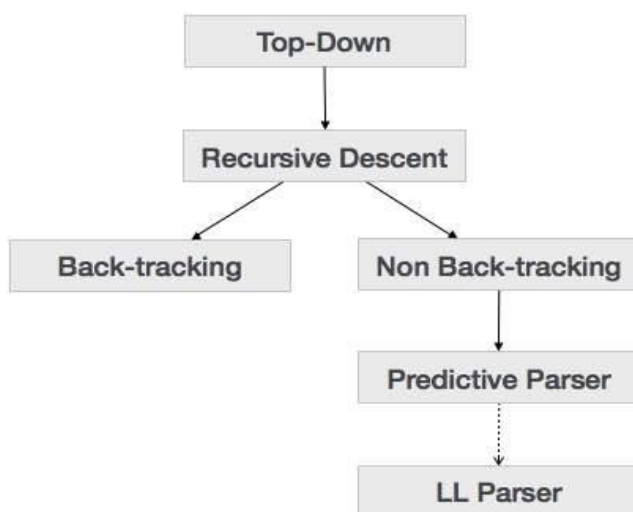 Top-Down
Recursive Descent
Back-tracking
Non Back-tracking
Predictive Parser
LL Parser